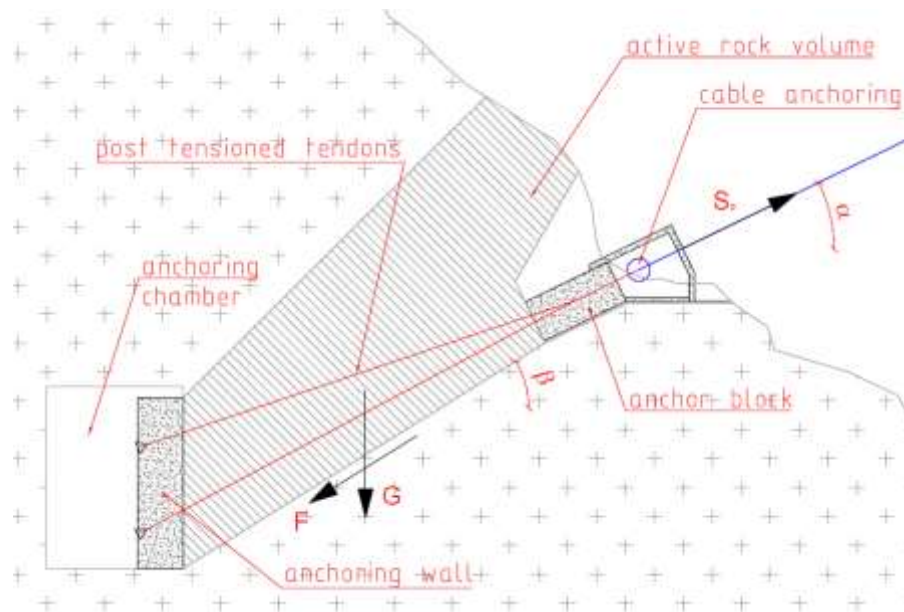 active rock volume
cable anchoring
post tensioned tendons
S
α
anchoring
chamber
β
anchor block
G
F
anchoring wall